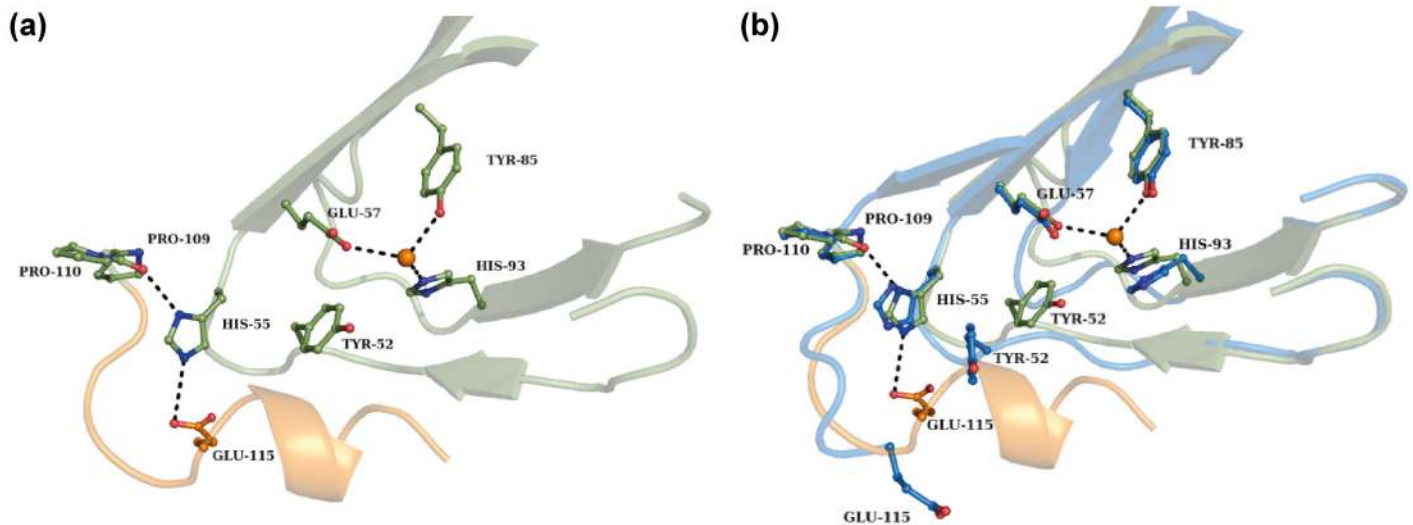 (a)
TYR-85
GLU-57
PRO-109
PRO-110
HIS-93
HIS-55
TYR-52
GLU-115
(b)
TYR-85
GLU-57
PRO-109
PRO-110
HIS-93
HIS-55
TYR-52
TYR-52
GLU-115
GLU-115